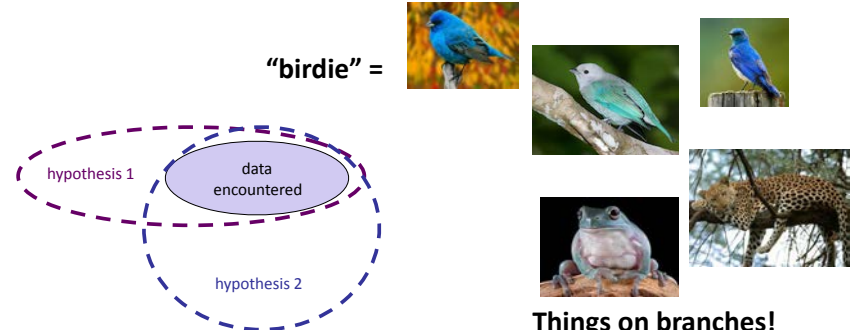 “birdie” =
hypothesis 1
data
encountered
hypothesis 2
Things on branches!